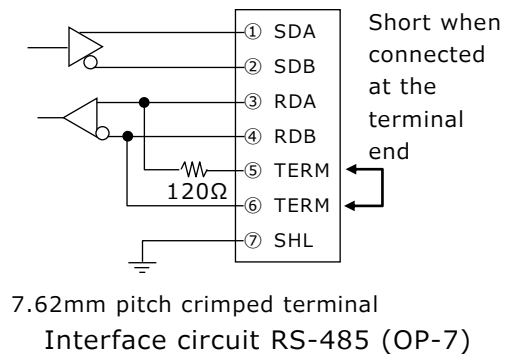 ① SDA
② SDB
③ RDA
④ RDB
⑤ TERM
⑥ TERM
⑦ SHL
120Ω
Short when
connected
at the
terminal
end
7.62mm pitch crimped terminal
Interface circuit RS-485 (OP-7)